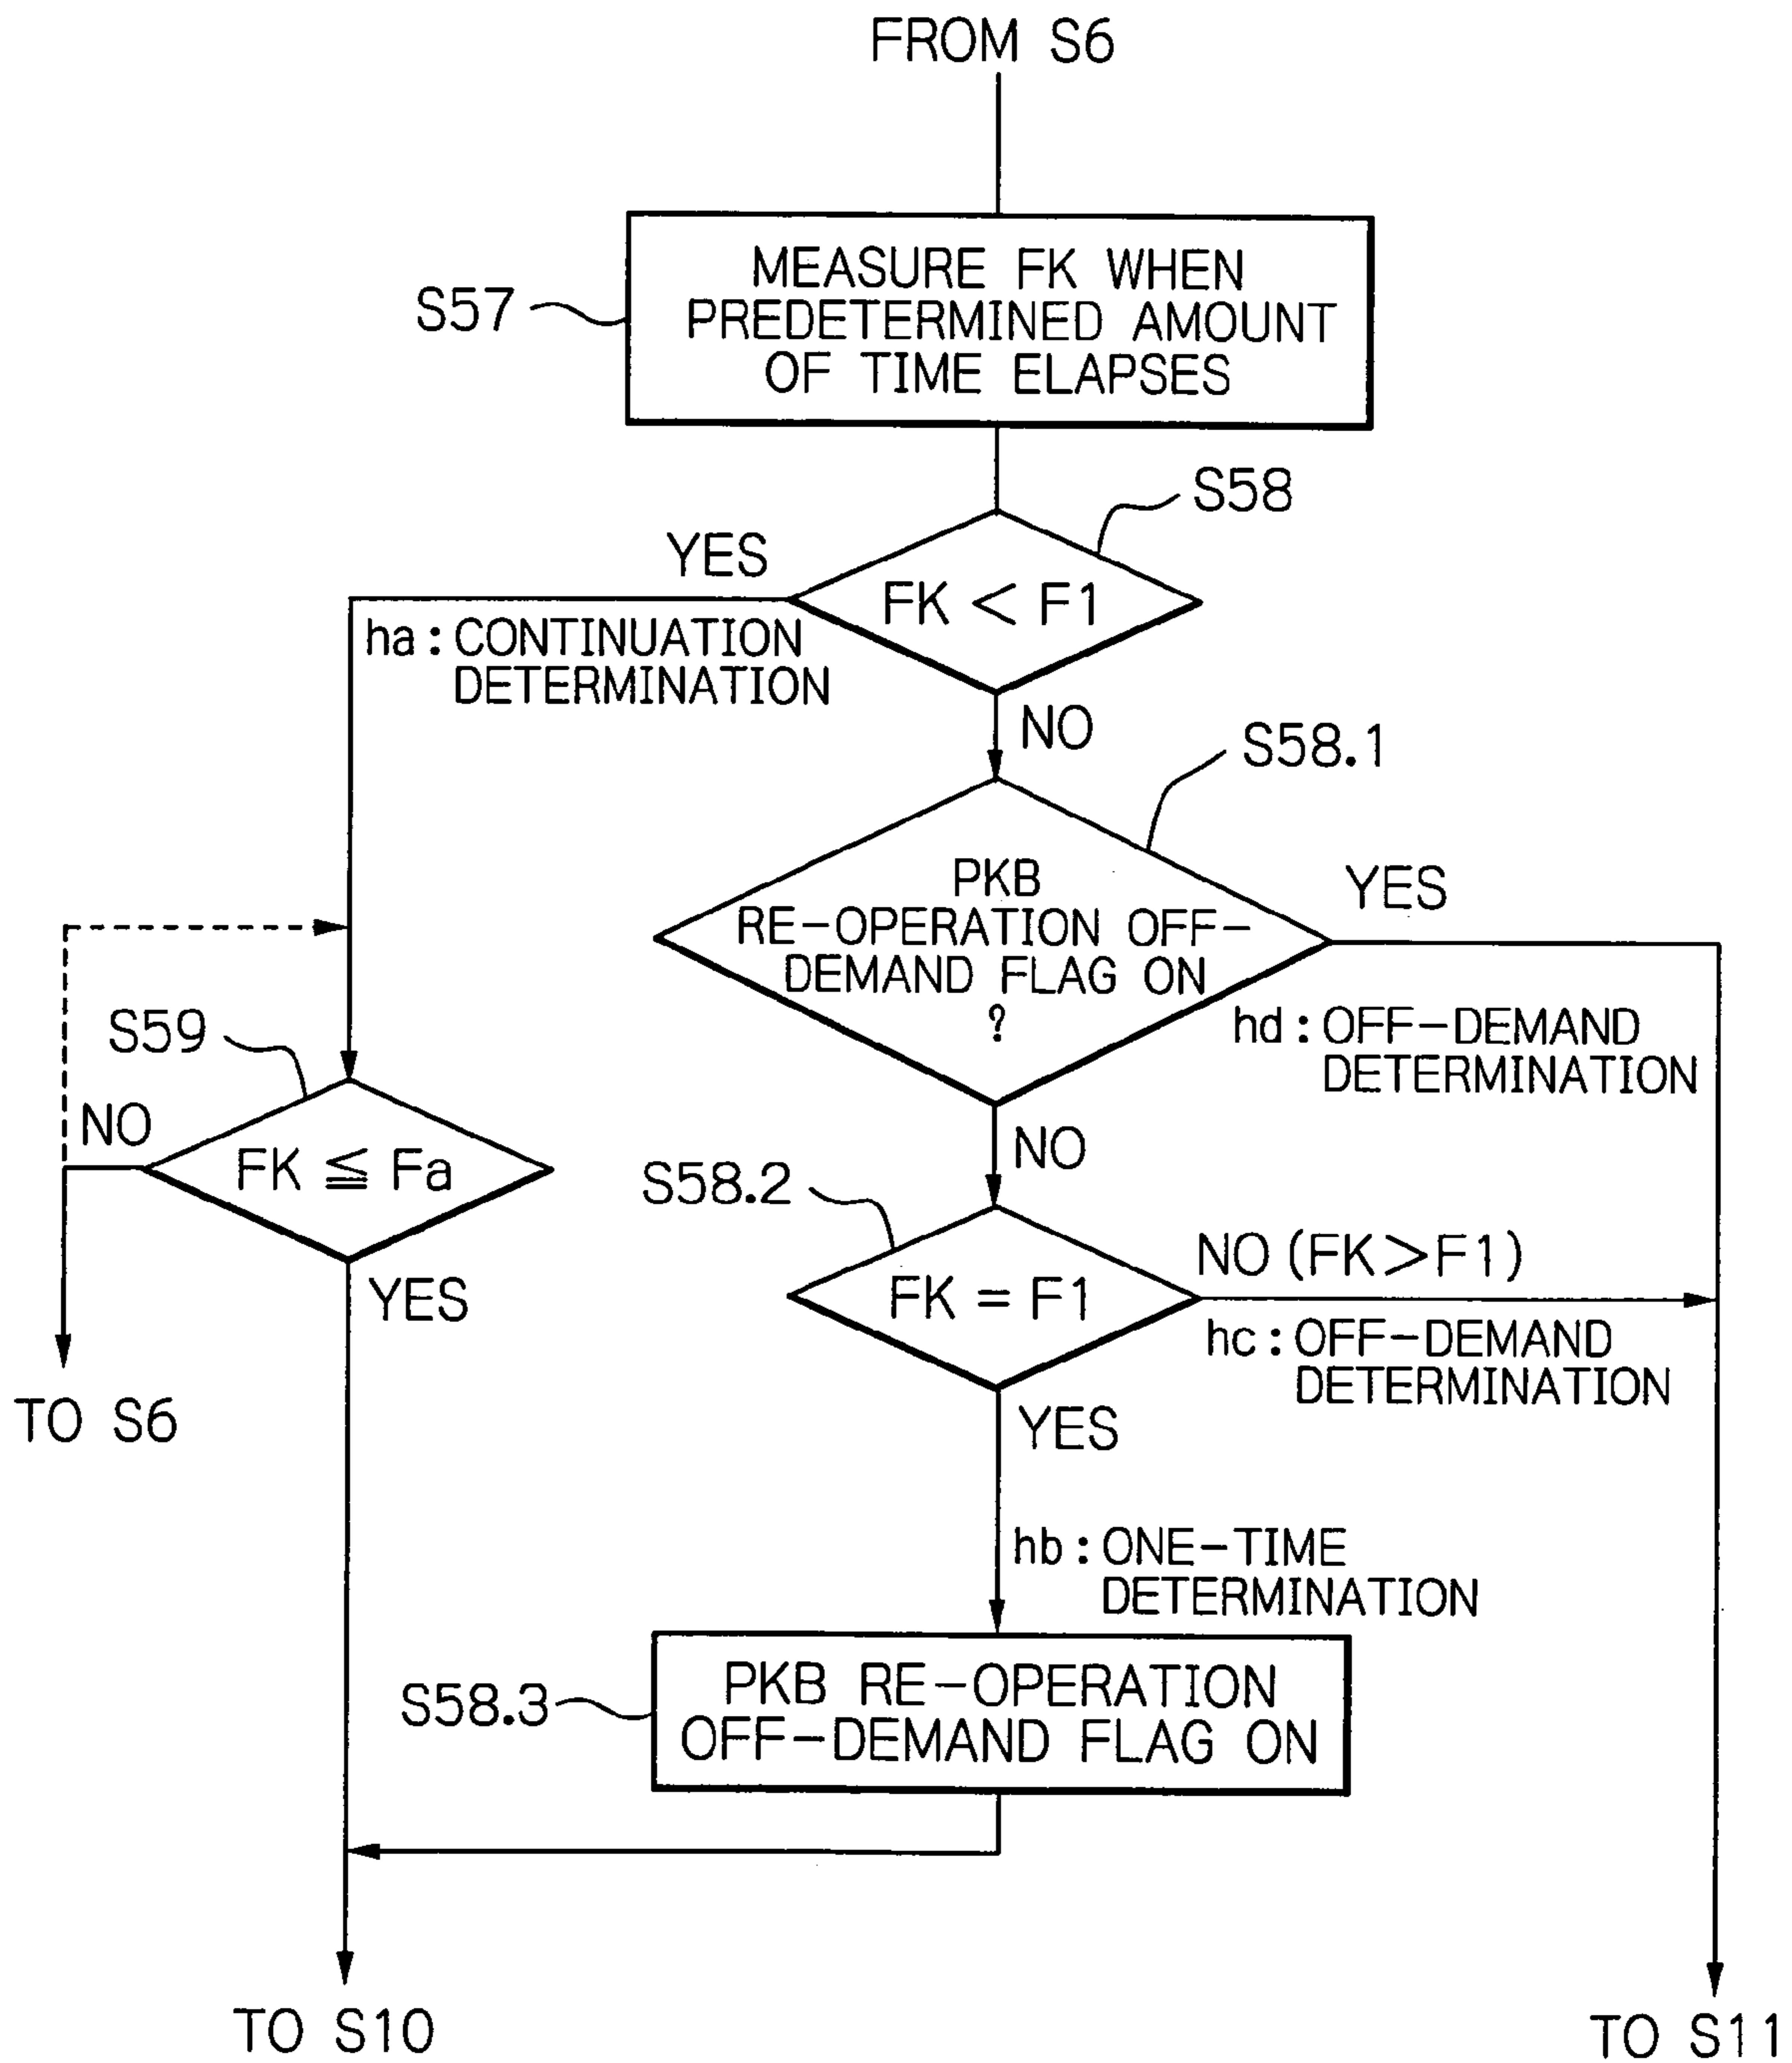 FROM S6
MEASURE FK WHEN
PREDETERMINED AMOUNT
OF TIME ELAPSES
S57
S58
YES
FK < F1
ha : CONTINUATION
DETERMINATION
NO
S58.1
PKB
RE-OPERATION OFF-
DEMAND FLAG ON
?
YES
hd : OFF-DEMAND
DETERMINATION
S59
NO
FK ≦ Fa
YES
TO S6
NO
S58.2
FK = F1
NO (FK>F1)
hc : OFF-DEMAND
DETERMINATION
YES
hb : ONE-TIME
DETERMINATION
S58.3
PKB RE-OPERATION
OFF-DEMAND FLAG ON
TO S10
TO S11